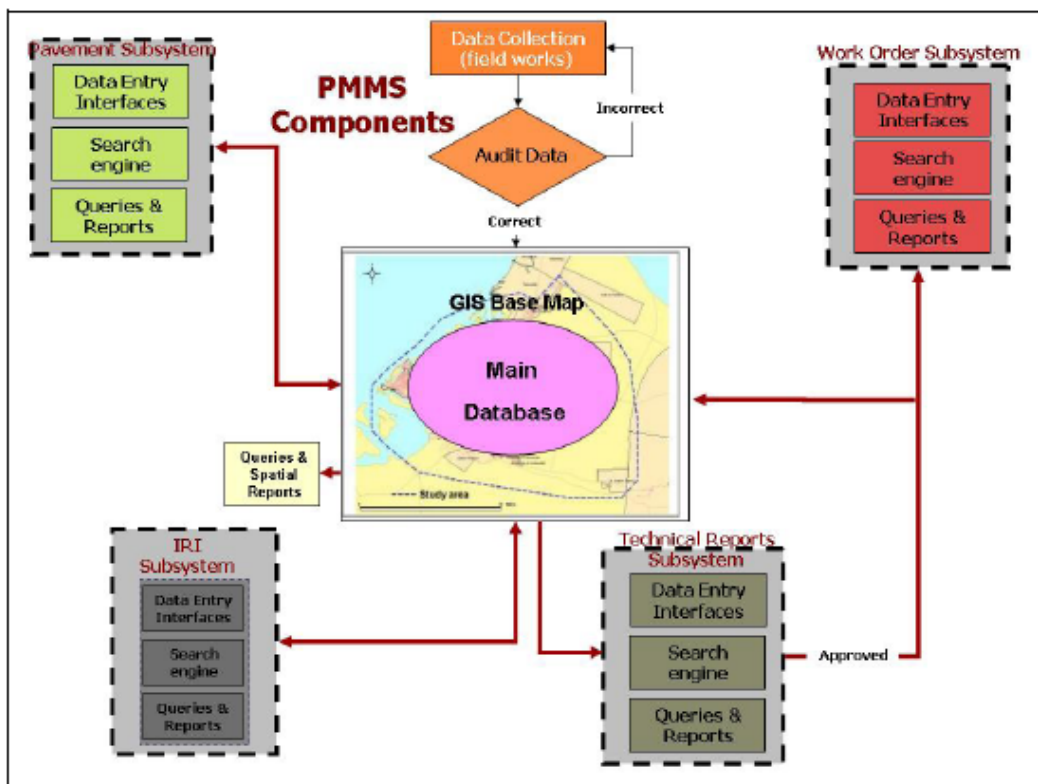 Pavement Subsystem
Data Entry
Interfaces
Search
engine
Queries &
Reports
PMMS
Components
Data Collection
(field works)
Incorrect
Audit Data
Correct
Work Order Subsystem
Data Entry
Interfaces
Search
engine
Queries &
Reports
GIS Base Map
Main
Database
Study area
Queries &
Spatial
Reports
IRI
Subsystem
Data Entry
Interfaces
Search
engine
Queries &
Reports
Technical Reports
Subsystem
Data Entry
Interfaces
Search
engine
Queries &
Reports
Approved